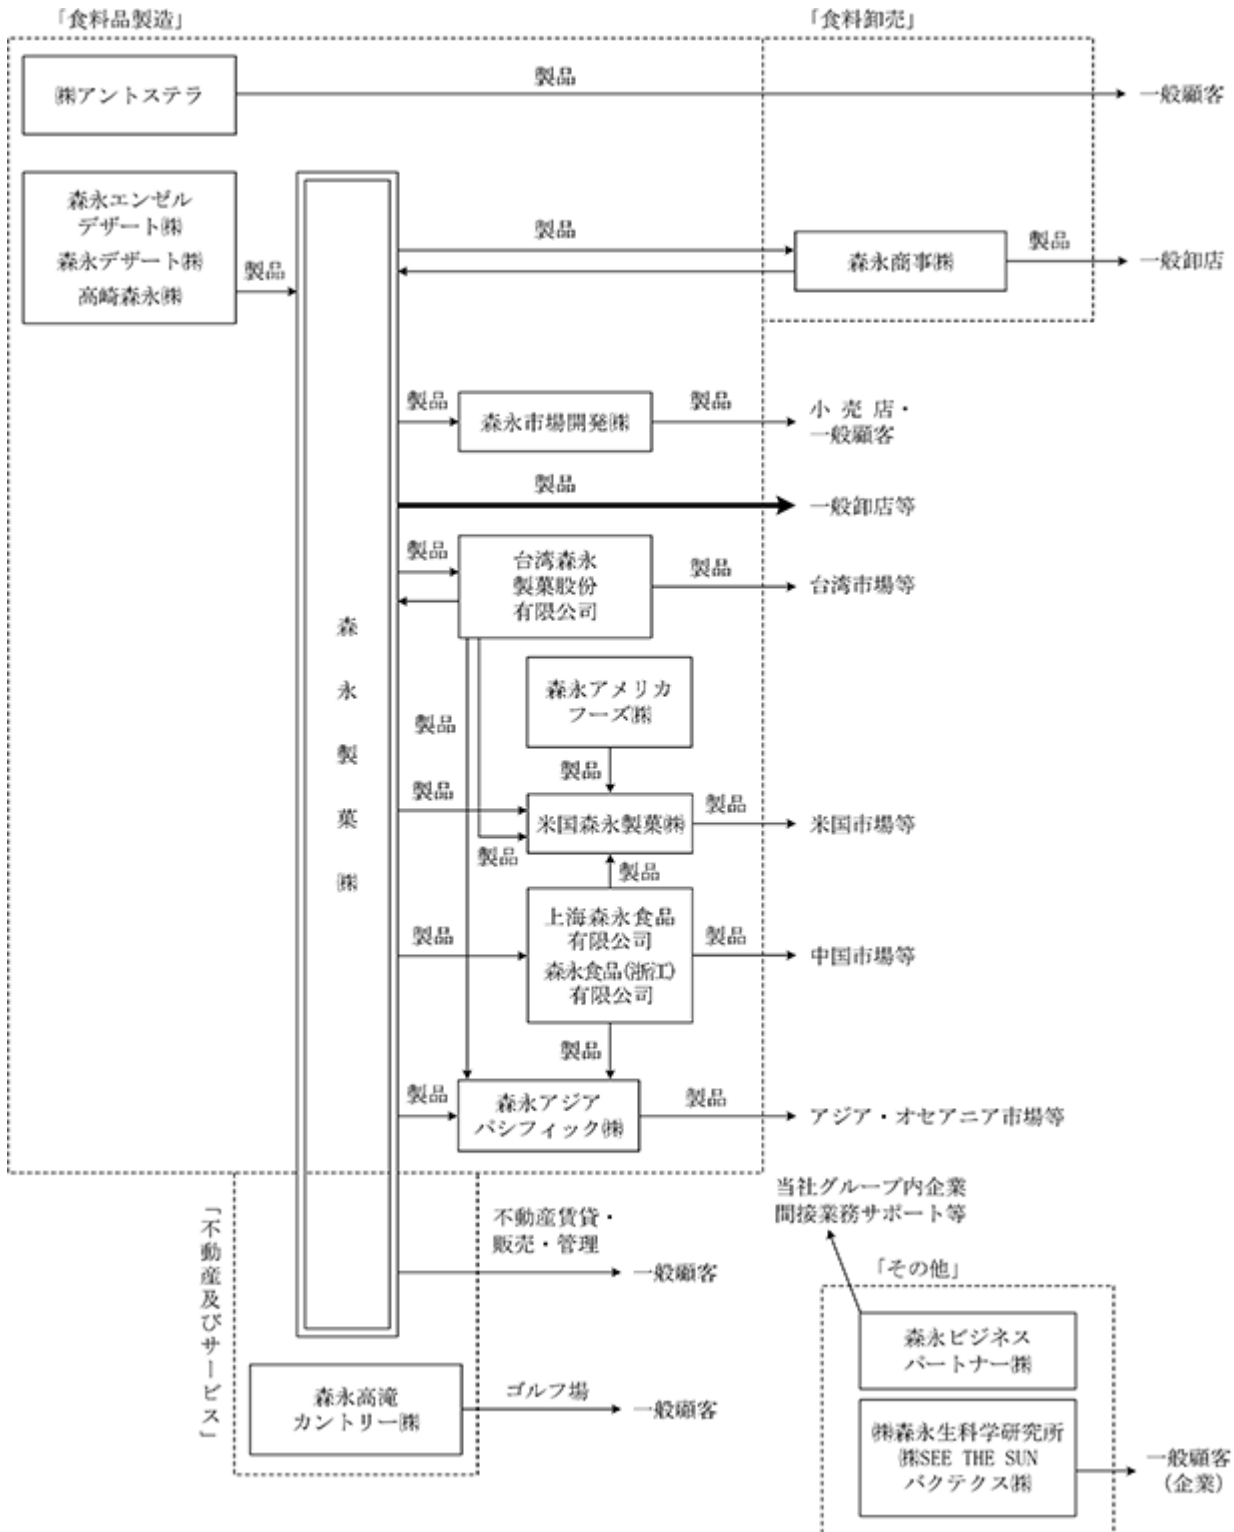 「食料品製造」
「食料卸売」
㈱アントステラ
製品
一般顧客
森永エンゼル
デザート㈱
森永デザート㈱
高崎森永㈱
製品
製品
森永商事㈱
製品
一般卸店
製品
森永市場開発㈱
製品
小売店・
一般顧客
製品
一般卸店等
製品
台湾森永
製菓股份
有限公司
製品
台湾市場等
森永製菓㈱
森永アメリカ
フーズ㈱
製品
製品
製品
米国森永製菓㈱
製品
米国市場等
製品
製品
製品
上海森永食品
有限公司
森永食品(浙江)
有限公司
製品
中国市場等
製品
製品
森永アジア
パシフィック㈱
製品
アジア・オセアニア市場等
「不動産及びサービス」
不動産賃貸・
販売・管理
一般顧客
森永高滝
カントリー㈱
ゴルフ場
一般顧客
当社グループ内企業
間接業務サポート等
「その他」
森永ビジネス
パートナー㈱
㈱森永生科学研究所
㈱SEE THE SUN
パクテクス㈱
一般顧客
(企業)